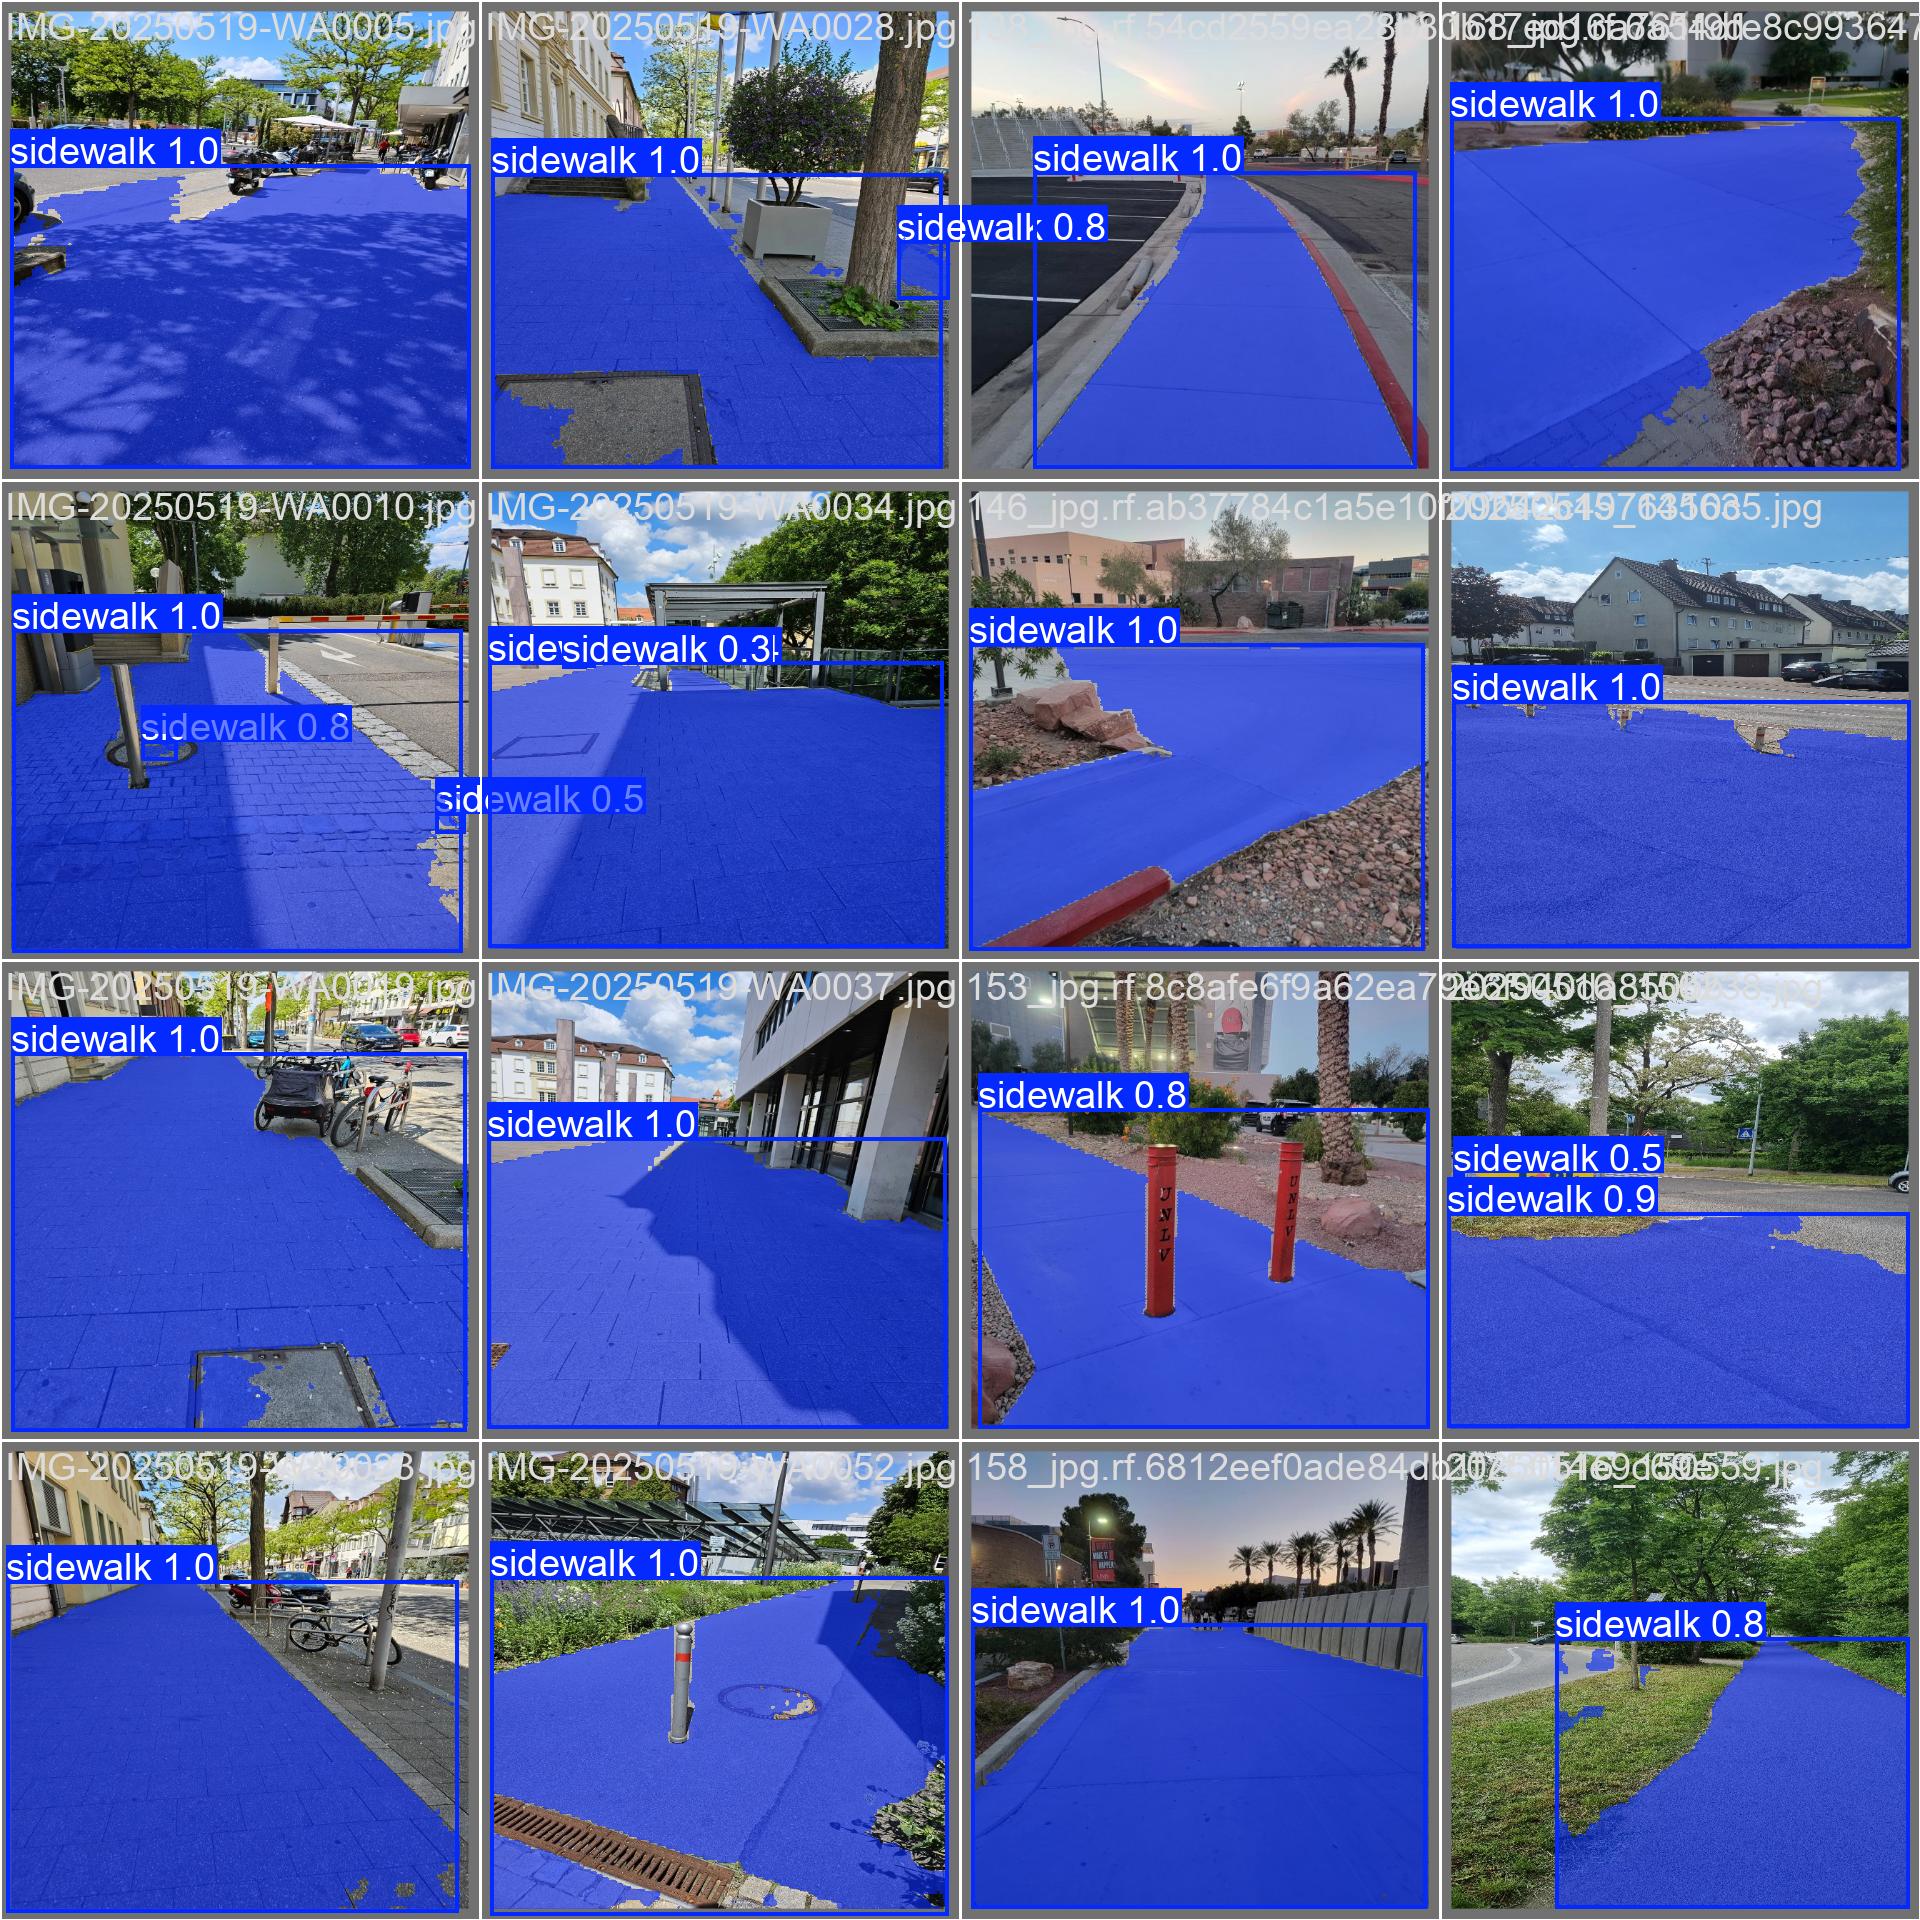 IMG-20250519-WA0005.jpg
sidewalk 1.0
IMG-20250519-WA0028.jpg
sidewalk 1.0
sidewalk 0.8
sidewalk 1.0
sidewalk 1.0
IMG-20250519-WA0010.jpg
sidewalk 1.0
sidewalk 0.8
sidewalk 0.5
IMG-20250519-WA0034.jpg
sidewalk 0.3
sidewalk 1.0
sidewalk 1.0
IMG-20250519-WA0019.jpg
sidewalk 1.0
IMG-20250519-WA0037.jpg
sidewalk 1.0
sidewalk 0.8
UNLV
UNLV
sidewalk 0.5
sidewalk 0.9
sidewalk 1.0
IMG-20250519-WA0052.jpg
sidewalk 1.0
sidewalk 1.0
sidewalk 0.8